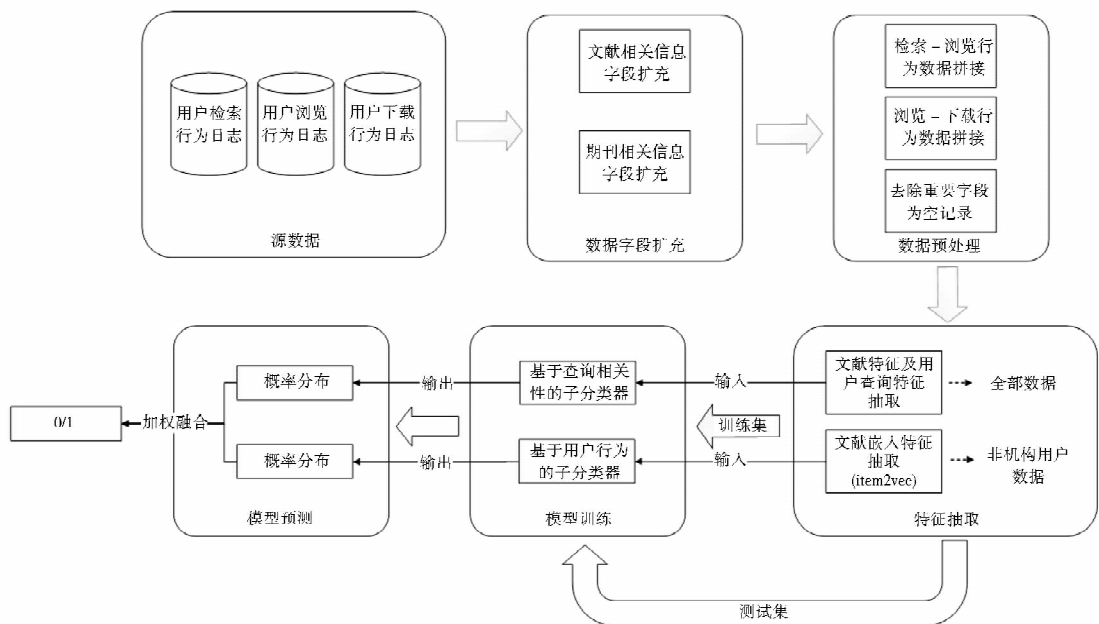 用户检索
行为日志
用户浏览
行为日志
用户下载
行为日志
源数据
文献相关信息
字段扩充
期刊相关信息
字段扩充
数据字段扩充
检索–浏览行
为数据拼接
浏览–下载行
为数据拼接
去除重要字段
为空记录
数据预处理
文献特征及用
户查询特征
抽取
全部数据
文献嵌入特征
抽取
(item2vec)
非机构用户
数据
特征抽取
输入
训练集
输入
基于查询相关
性的子分类器
基于用户行为
的子分类器
模型训练
输出
输出
概率分布
概率分布
模型预测
加权融合
0/1
测试集